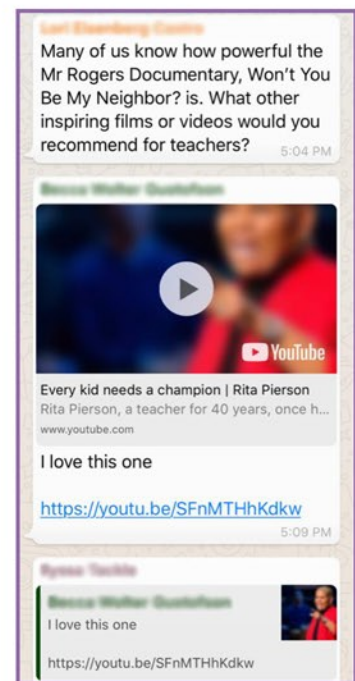 Many of us know how powerful the
Mr Rogers Documentary, Won't You
Be My Neighbor? is. What other
inspiring films or videos would you
recommend for teachers?
5:04 PM
YouTube
Every kid needs a champion | Rita Pierson
Rita Pierson, a teacher for 40 years, once h...
www.youtube.com
I love this one
https://youtu.be/SFnMTHhKdkw
5:09 PM
I love this one
https://youtu.be/SFnMTHhKdkw